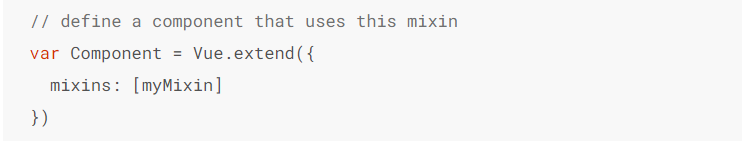 // define a component that uses this mixin
var Component = Vue.extend({
  mixins: [myMixin]
})